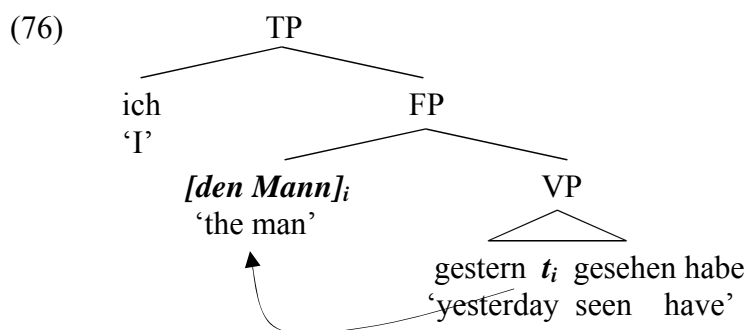 (76) TP
ich FP
‘I’
[den Mann]i VP
‘the man’
gestern ti gesehen habe
‘yesterday seen have’